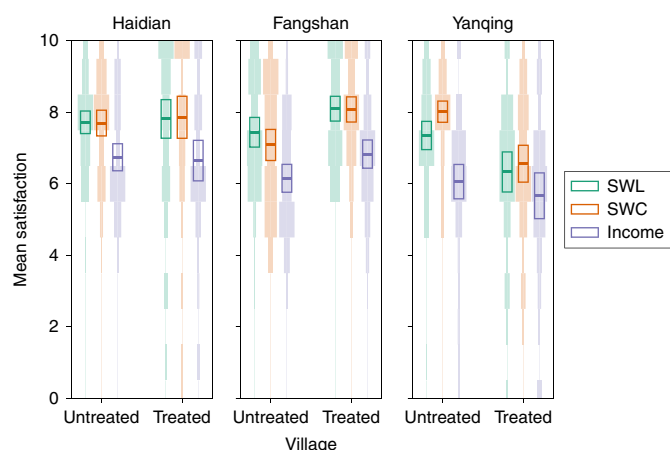 Haidian Fangshan Yanqing
10
8
6
4
2
0
Mean satisfaction
Untreated Treated Untreated Treated Untreated Treated
Village
SWL
SWC
Income